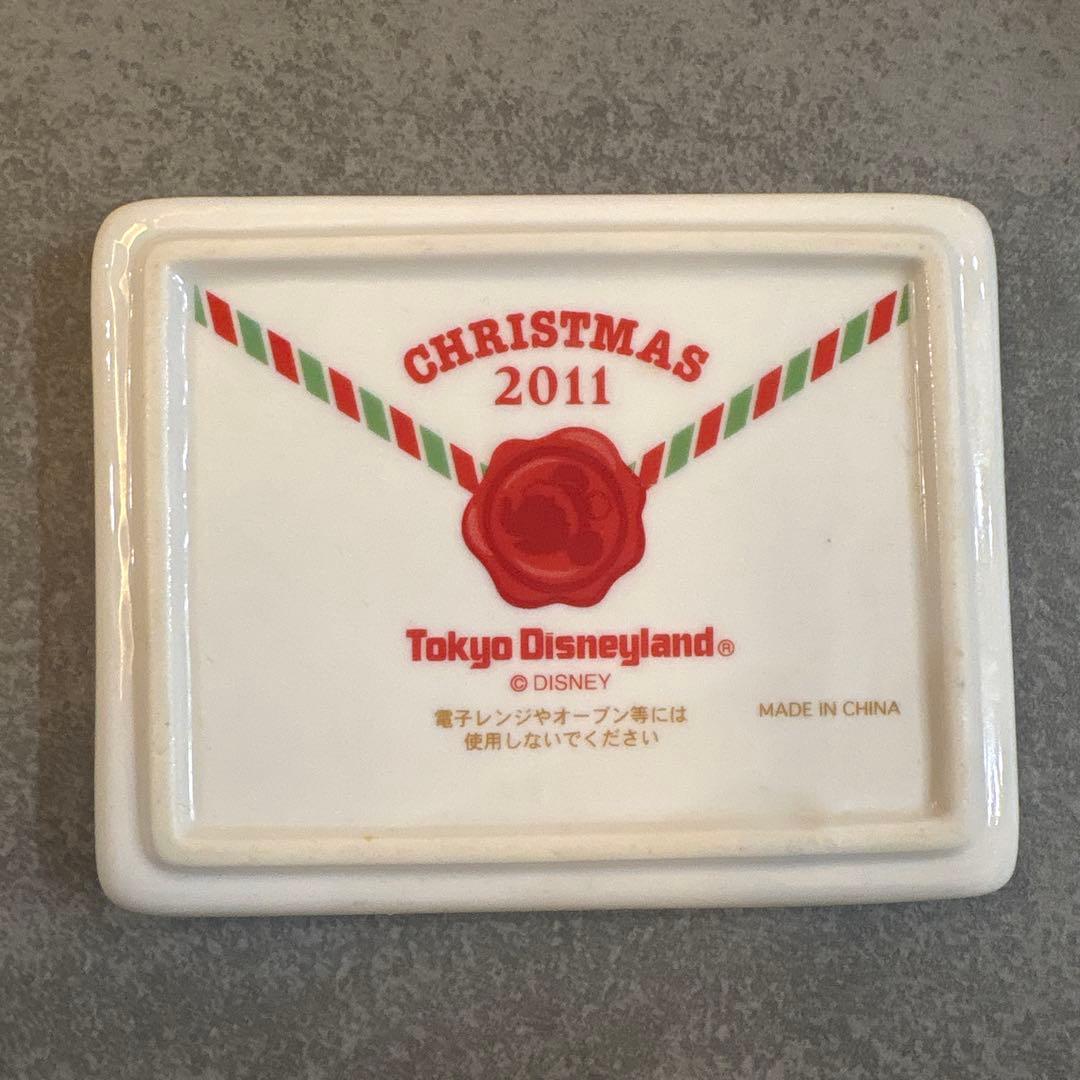 CHRISTMAS
2011
Tokyo Disneyland®
© DISNEY
電子レンジやオーブン等には
使用しないでください
MADE IN CHINA